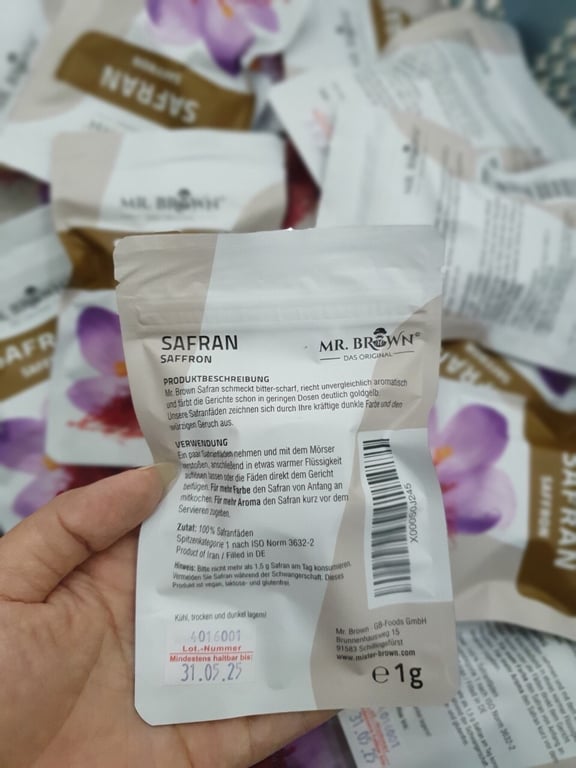 SAFRAN
SAFFRON
MR. BROWN
SAFRAN
SAFFRON
MR. BROWN®
DAS ORIGINAL
PRODUKTBESCHREIBUNG
Mr. Brown Safran schmeckt bitter-scharf, riecht unvergleichlich aromatisch
und färbt die Gerichte schon in geringen Dosen deutlich goldgelb.
Unsere Safranfäden zeichnen sich durch Ihre kräftige dunkle Farbe und den
würzigen Geruch aus.
VERWENDUNG
Ein paar Safranfäden nehmen und mit dem Mörser
zerstoßen, anschließend in etwas warmer Flüssigkeit
auflösen lassen oder die Fäden direkt dem Gericht
beifügen. Für mehr Farbe den Safran von Anfang an
mitkochen. Für mehr Aroma den Safran kurz vor dem
Servieren zugeben.
Zutat: 100% Safranfäden
Spitzenkategorie 1 nach ISO Norm 3632-2
Product of Iran / Filled in DE
Hinweis: Bitte nicht mehr als 1,5 g Safran am Tag konsumieren.
Vermeiden Sie Safran während der Schwangerschaft. Dieses
Produkt ist vegan, laktose- und glutenfrei.
Kühl, trocken und dunkel lagern!
4016001
Lot.-Nummer
Mindestens haltbar bis:
31.05.25
Mr. Brown - GB-Foods GmbH
Brunnenhausweg 15
91583 Schillingsfürst
www.mister-brown.com
e 1g
SAFRAN
SAFFRON